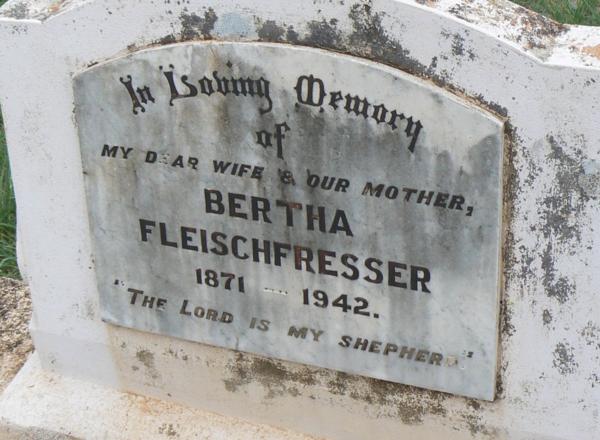 In Loving Memory
of
MY DEAR WIFE & OUR MOTHER,
BERTHA
FLEISCHFRESSER
1871 – 1942.
"THE LORD IS MY SHEPHERD."